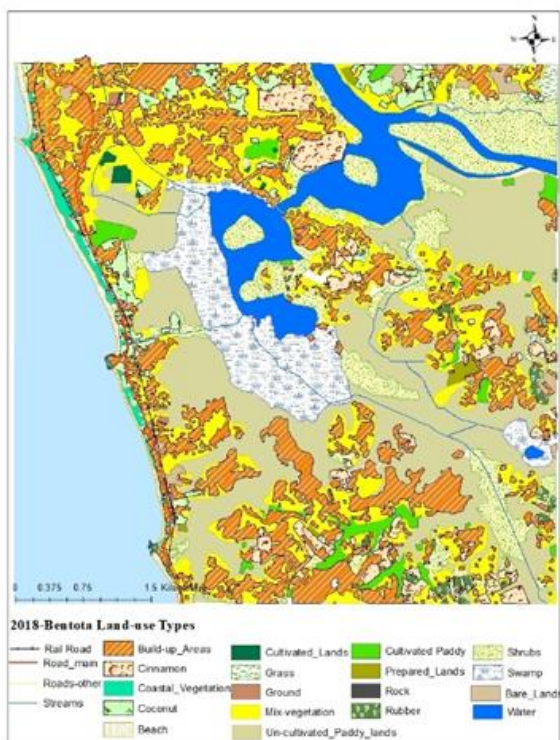 N
0 0.375 0.75 1.5
2018-Bentota Land-use Types
Rail Road
Road_main
Roads-other
Streams
Build-up_Areas
Cinnamon
Coastal_Vegetation
Coconut
Beach
Cultivated_Lands
Grass
Ground
Mix-vegetation
Un-cultivated_Paddy_lands
Cultivated Paddy
Prepared_Lands
Rock
Rubber
Shrubs
Swamp
Bare_Lands
Water